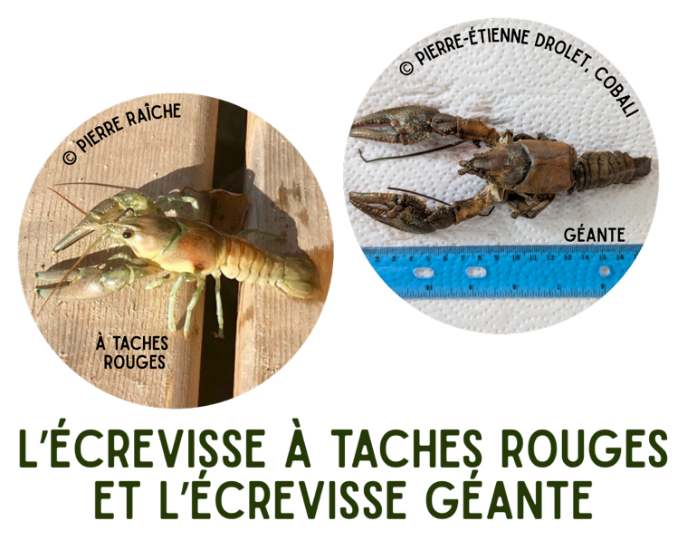 © PIERRE RAÎCHE
À TACHES
ROUGES
© PIERRE-ÉTIENNE DROLET, COBALI
GÉANTE
L'ÉCREVISSE À TACHES ROUGES
ET L'ÉCREVISSE GÉANTE